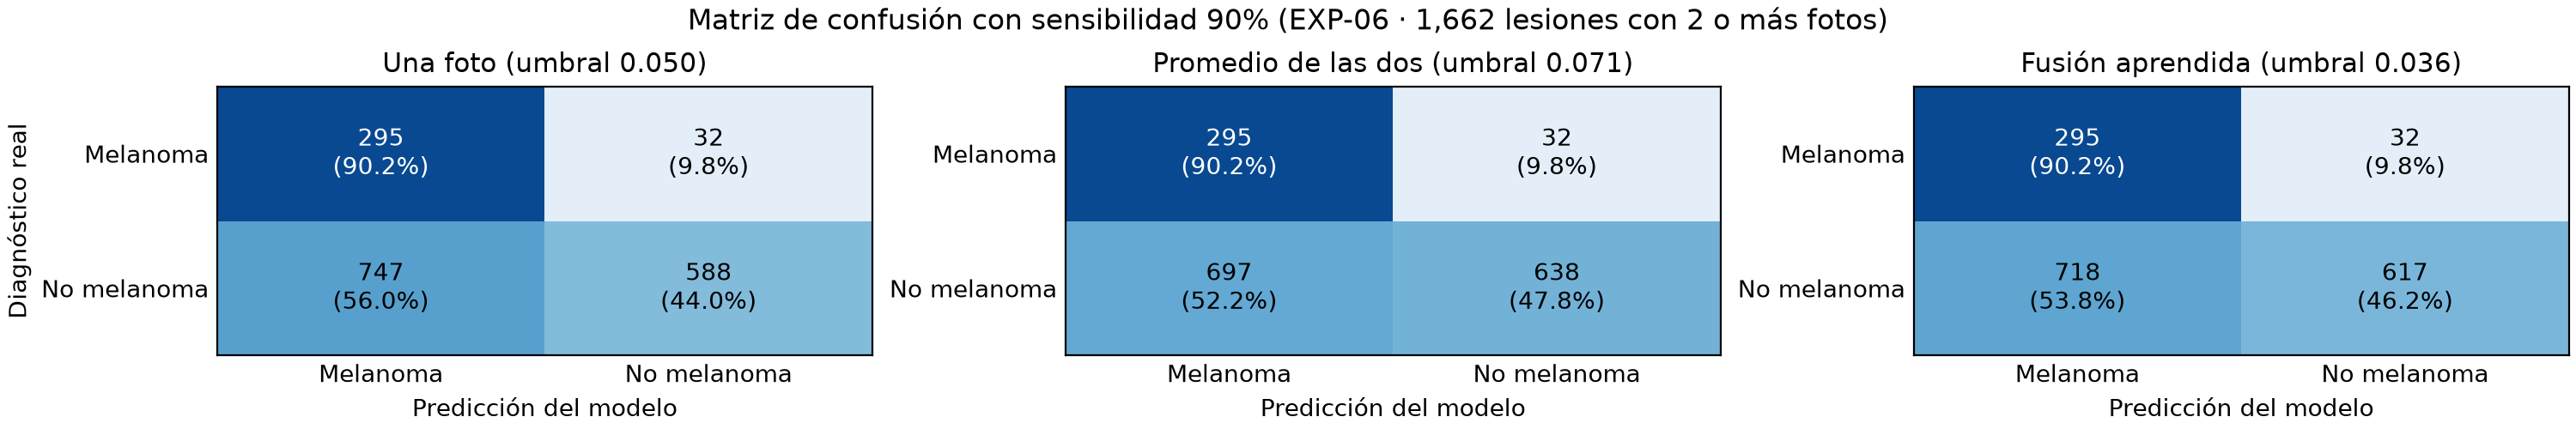 Matriz de confusión con sensibilidad 90% (EXP-06 · 1,662 lesiones con 2 o más fotos)
Una foto (umbral 0.050)
Diagnóstico real
Melanoma
No melanoma
295
(90.2%)
32
(9.8%)
747
(56.0%)
588
(44.0%)
Melanoma
No melanoma
Predicción del modelo
Promedio de las dos (umbral 0.071)
Melanoma
No melanoma
295
(90.2%)
32
(9.8%)
697
(52.2%)
638
(47.8%)
Melanoma
No melanoma
Predicción del modelo
Fusión aprendida (umbral 0.036)
Melanoma
No melanoma
295
(90.2%)
32
(9.8%)
718
(53.8%)
617
(46.2%)
Melanoma
No melanoma
Predicción del modelo